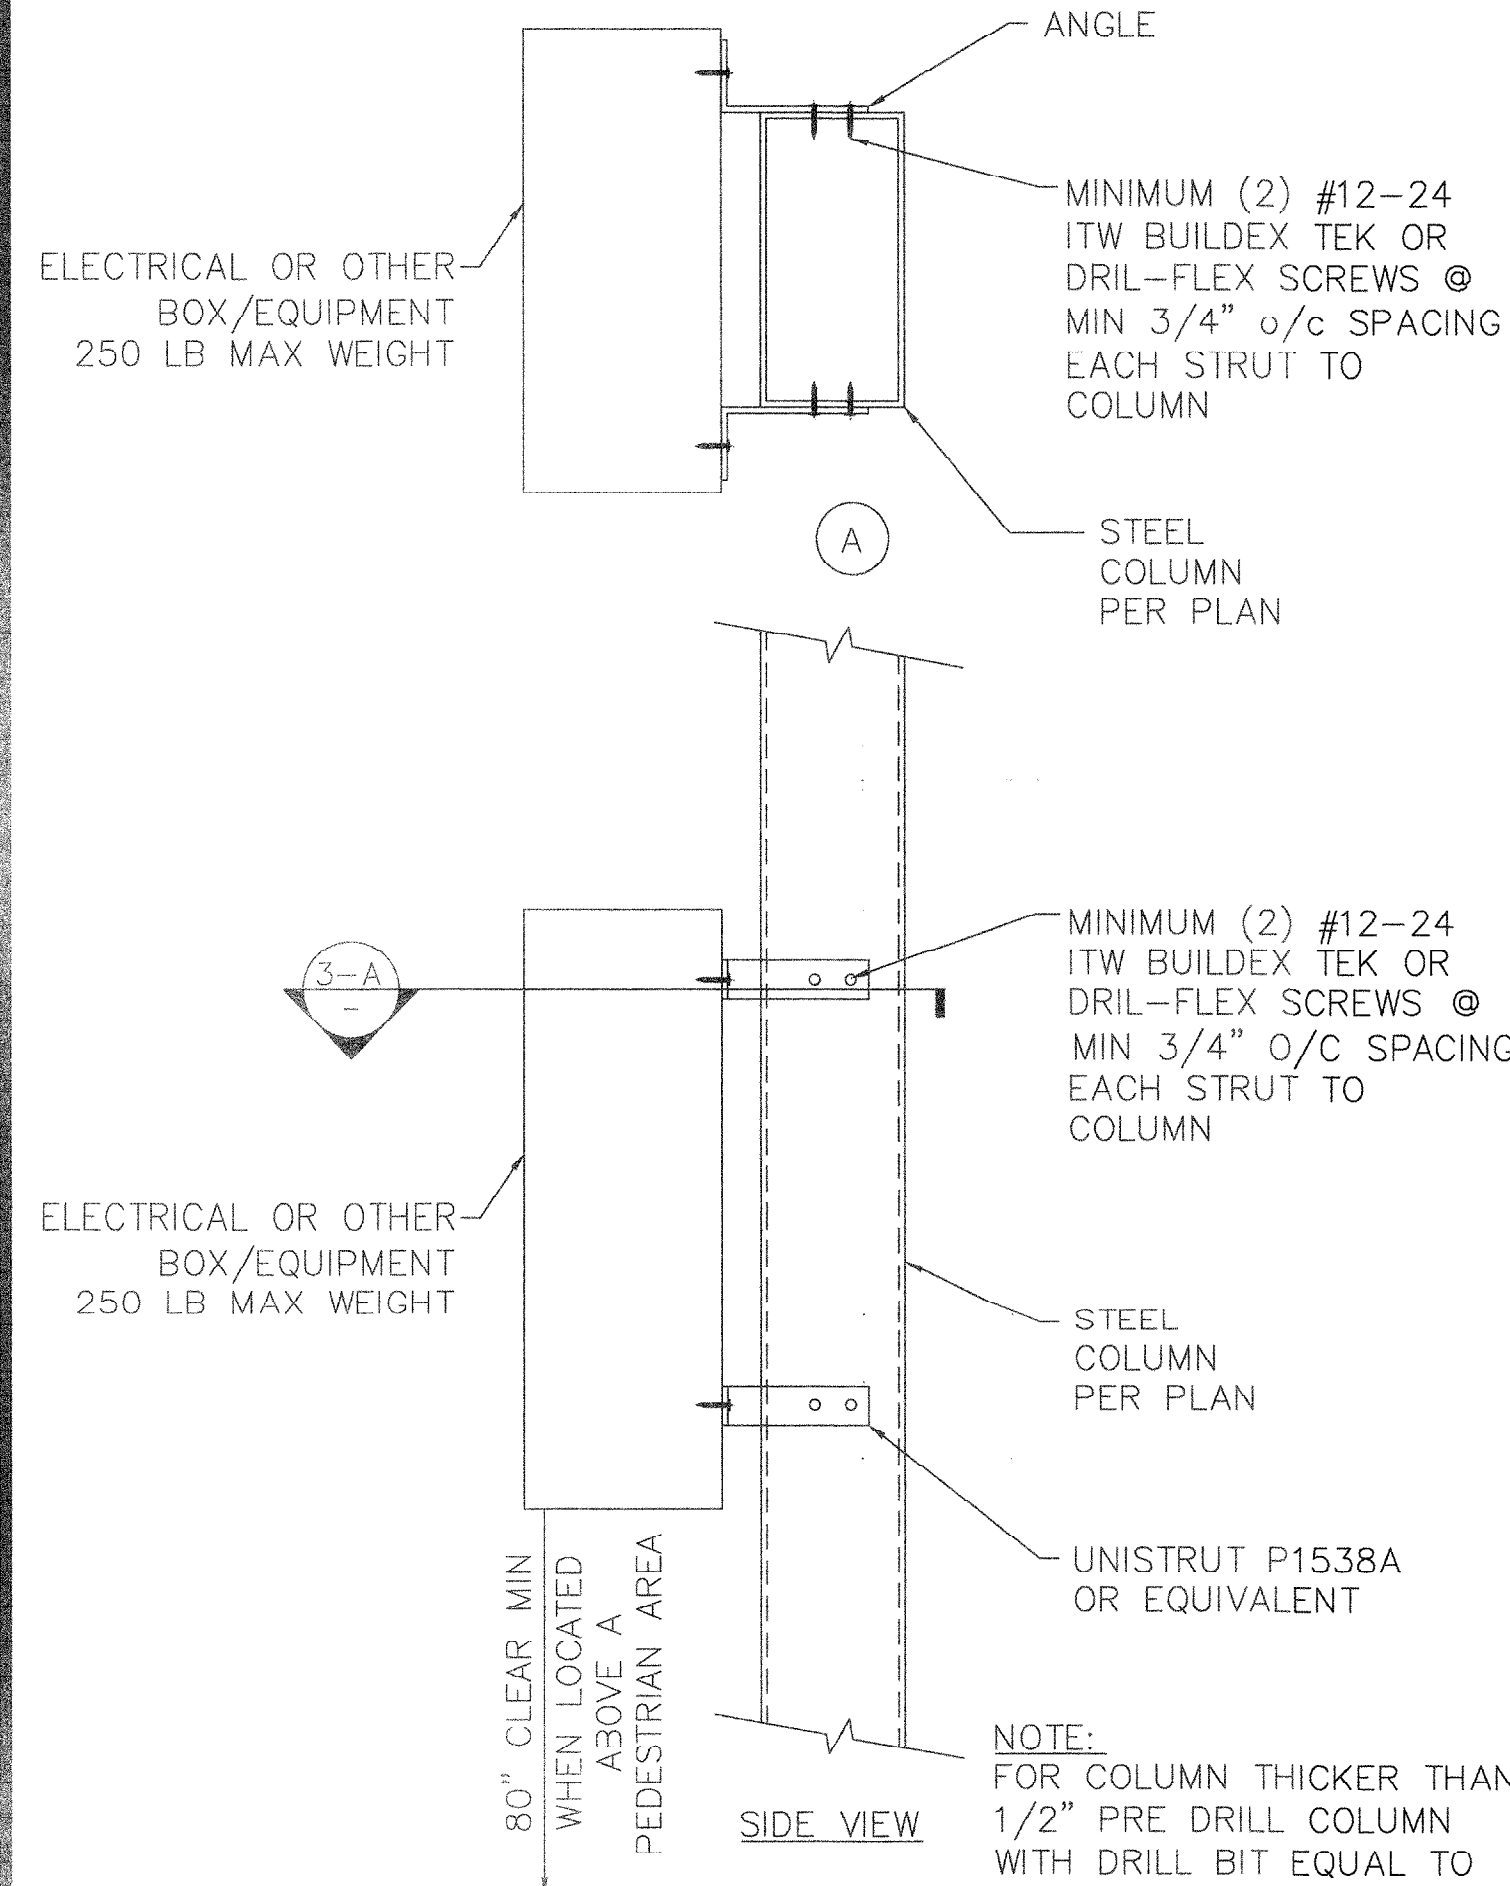 ANGLE
MINIMUM (2) #12-24
ITW BUILDEX TEK OR
DRIL-FLEX SCREWS @
MIN 3/4" o/c SPACING
EACH STRUT TO
COLUMN
ELECTRICAL OR OTHER
BOX/EQUIPMENT
250 LB MAX WEIGHT
A
STEEL
COLUMN
PER PLAN
MINIMUM (2) #12-24
ITW BUILDEX TEK OR
DRIL-FLEX SCREWS @
MIN 3/4" O/C SPACING
EACH STRUT TO
COLUMN
3-A
-
ELECTRICAL OR OTHER
BOX/EQUIPMENT
250 LB MAX WEIGHT
STEEL
COLUMN
PER PLAN
UNISTRUT P1538A
OR EQUIVALENT
80" CLEAR MIN
WHEN LOCATED
ABOVE A
PEDESTRIAN AREA
SIDE VIEW
NOTE:
FOR COLUMN THICKER THAN
1/2" PRE DRILL COLUMN
WITH DRILL BIT EQUAL TO